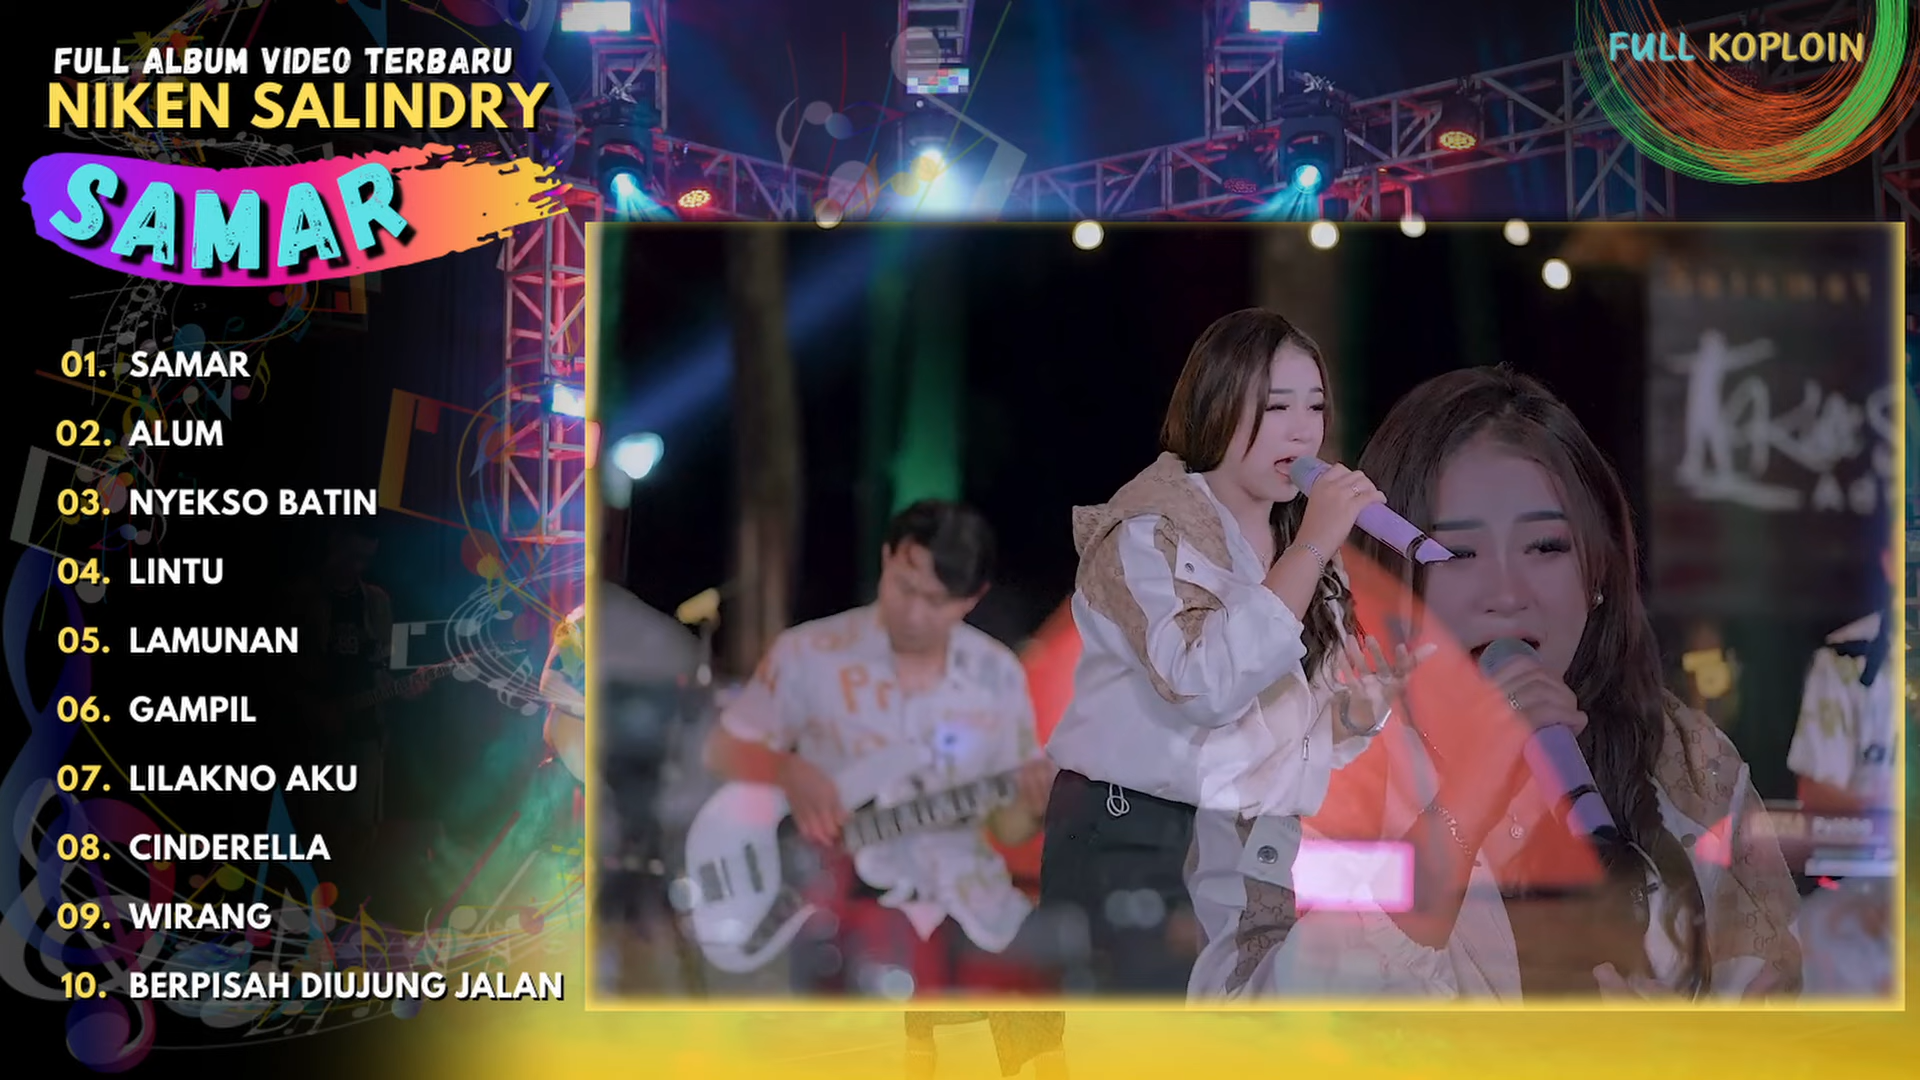 FULL ALBUM VIDEO TERBARU
NIKEN SALINDRY
SAMAR
FULL KOPLOIN
01. SAMAR
02. ALUM
03. NYEKSO BATIN
04. LINTU
05. LAMUNAN
06. GAMPIL
07. LILAKNO AKU
08. CINDERELLA
09. WIRANG
10. BERPISAH DIUJUNG JALAN